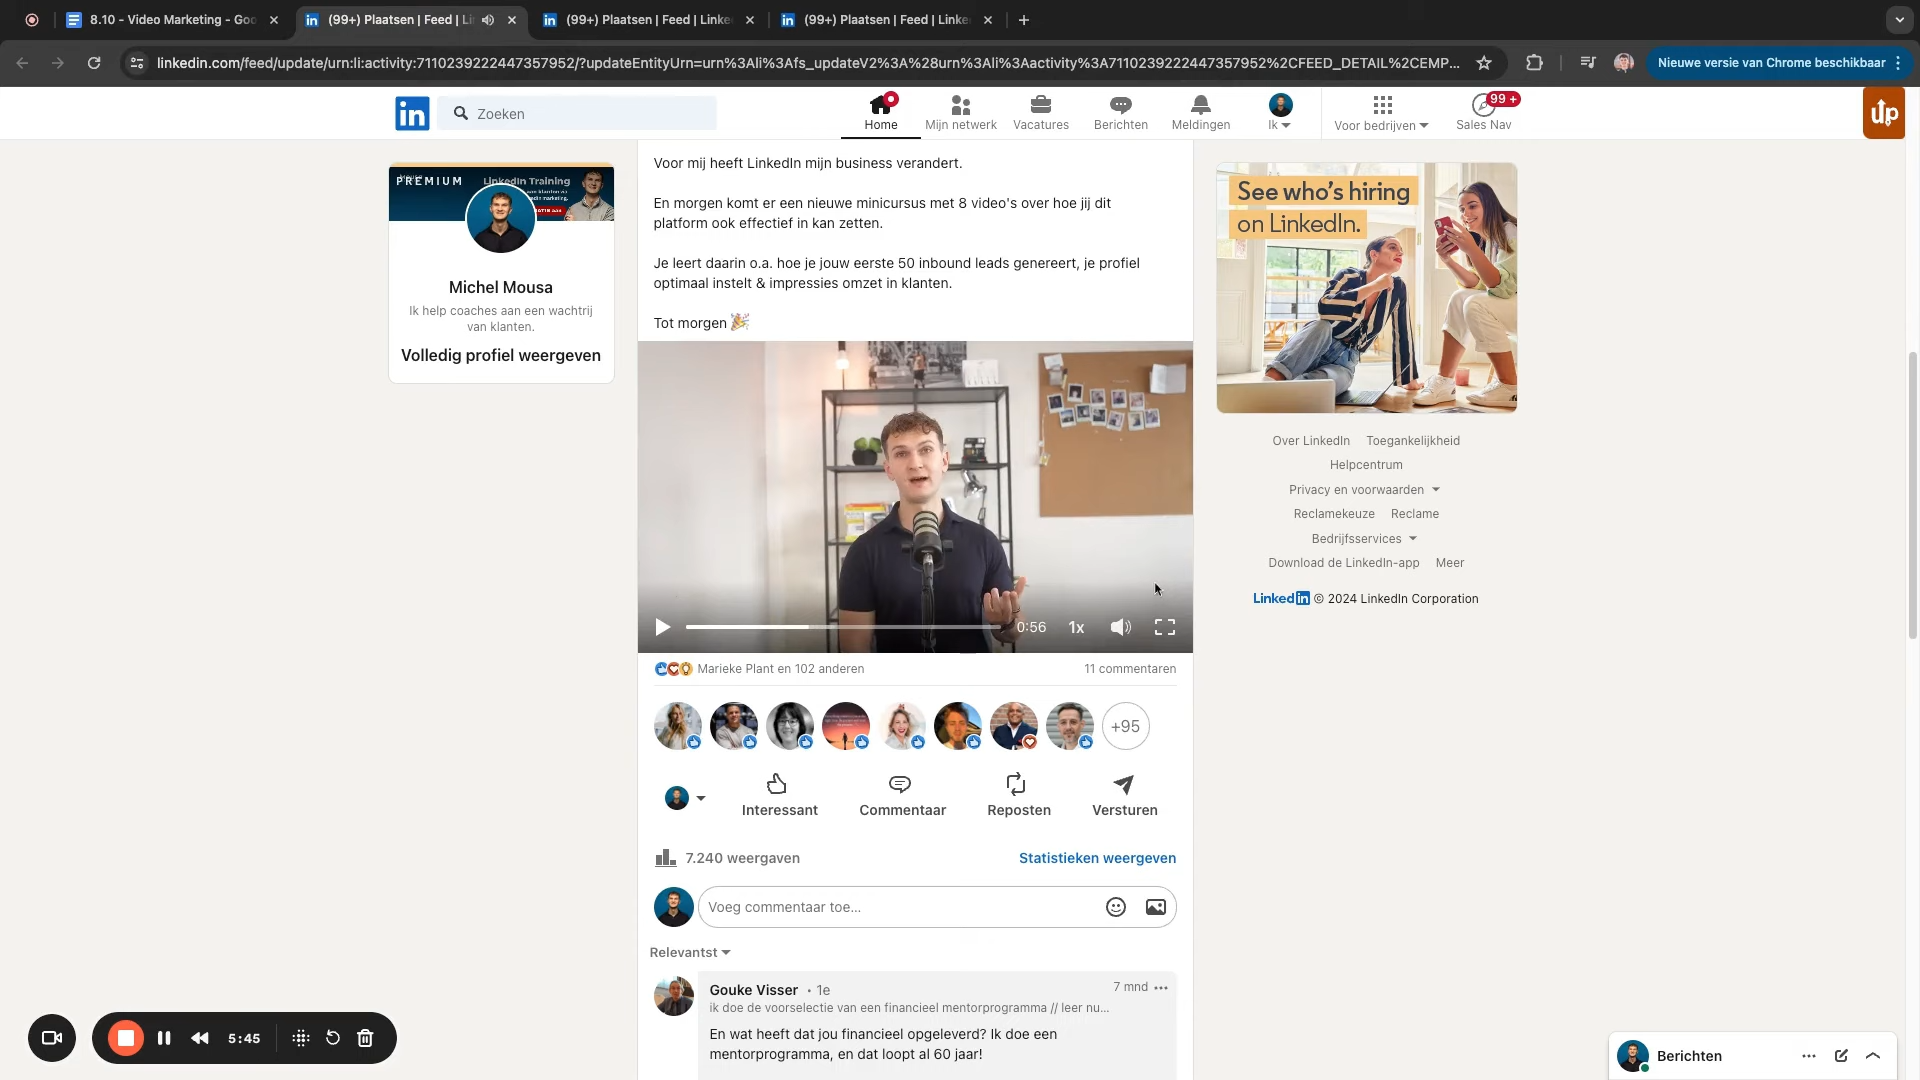 8.10 - Video Marketing - Goo
(99+) Plaatsen | Feed | Li
(99+) Plaatsen | Feed | Linke
(99+) Plaatsen | Feed | Linke
linkedin.com/feed/update/urn:li:activity:7110239222447357952/?updateEntityUrn=urn%3Ali%3Afs_updateV2%3A%28urn%3Ali%3Aactivity%3A7110239222447357952%2CFEED_DETAIL%2CEMP...
Nieuwe versie van Chrome beschikbaar
in
Zoeken
Home
Mijn netwerk
Vacatures
Berichten
Meldingen
Ik
Voor bedrijven
99 +
Sales Nav
up
PREMIUM
LinkedIn Training
Michel Mousa
Ik help coaches aan een wachtrij
van klanten.
Volledig profiel weergeven
Voor mij heeft LinkedIn mijn business verandert.
En morgen komt er een nieuwe minicursus met 8 video's over hoe jij dit
platform ook effectief in kan zetten.
Je leert daarin o.a. hoe je jouw eerste 50 inbound leads genereert, je profiel
optimaal instelt & impressies omzet in klanten.
Tot morgen
0:56
1x
Marieke Plant en 102 anderen
11 commentaren
+95
Interessant
Commentaar
Reposten
Versturen
7.240 weergaven
Statistieken weergeven
Voeg commentaar toe...
Relevantst
Gouke Visser • 1e
7 mnd
ik doe de voorselectie van een financieel mentorprogramma // leer nu...
En wat heeft dat jou financieel opgeleverd? Ik doe een
mentorprogramma, en dat loopt al 60 jaar!
See who's hiring
on LinkedIn.
Over LinkedIn
Toegankelijkheid
Helpcentrum
Privacy en voorwaarden
Reclamekeuze
Reclame
Bedrijfsservices
Download de LinkedIn-app
Meer
LinkedIn © 2024 LinkedIn Corporation
5:45
Berichten